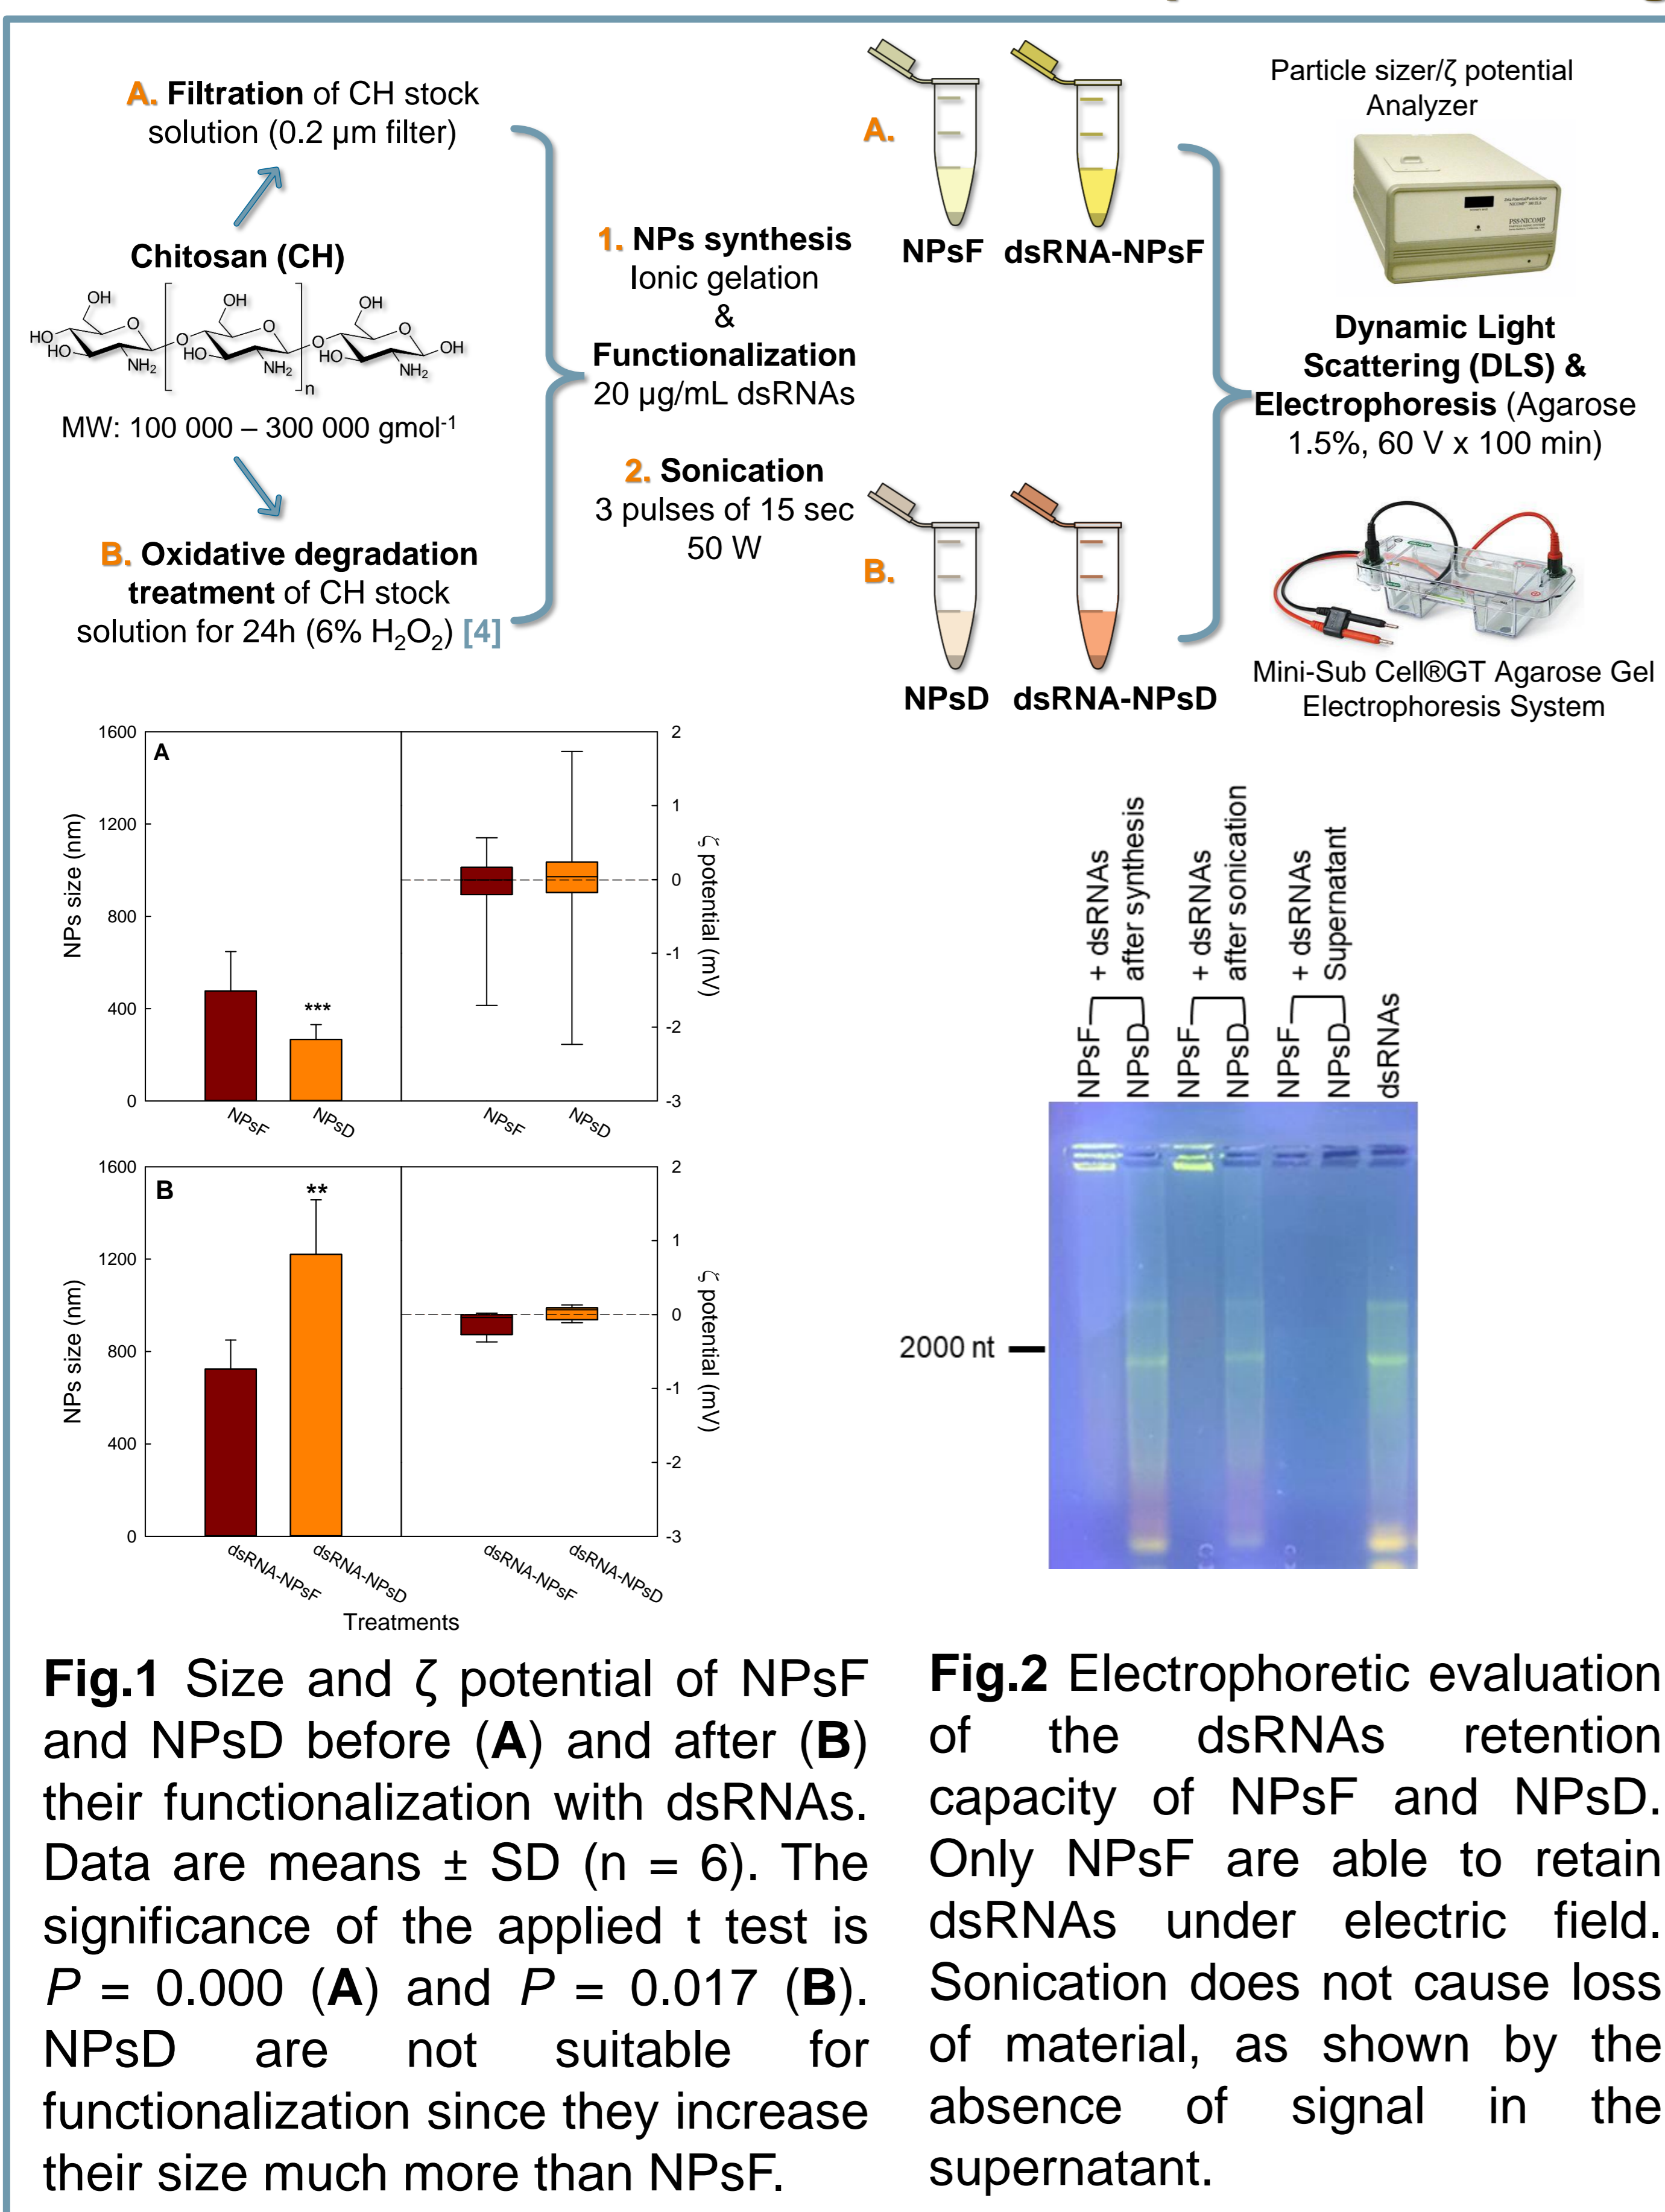 A. Filtration of CH stock
solution (0.2 µm filter)
Chitosan (CH)
OH
OH
OH
HO
HO
O
NH2
O
HO
O
NH2
n
O
HO
O
NH2
OH
MW: 100 000 – 300 000 gmol-1
B. Oxidative degradation
treatment of CH stock
solution for 24h (6% H2O2) [4]
1. NPs synthesis
Ionic gelation
&
Functionalization
20 µg/mL dsRNAs
2. Sonication
3 pulses of 15 sec
50 W
A.
NPsF dsRNA-NPsF
B.
NPsD dsRNA-NPsD
Particle sizer/ζ potential
Analyzer
PSS·NICOMP
Dynamic Light
Scattering (DLS) &
Electrophoresis (Agarose
1.5%, 60 V x 100 min)
Mini-Sub Cell®GT Agarose Gel
Electrophoresis System
A
NPs size (nm)
1600
1200
800
400
0
***
NPsF
NPsD
NPsF
NPsD
2
1
0
-1
-2
-3
ζ potential (mV)
B
NPs size (nm)
1600
1200
800
400
0
**
dsRNA-NPsF
dsRNA-NPsD
dsRNA-NPsF
dsRNA-NPsD
2
1
0
-1
-2
-3
ζ potential (mV)
Treatments
+ dsRNAs
after synthesis
+ dsRNAs
after sonication
+ dsRNAs
Supernatant
NPsF
NPsD
NPsF
NPsD
NPsF
NPsD
dsRNAs
2000 nt
Fig.1 Size and ζ potential of NPsF
and NPsD before (A) and after (B)
their functionalization with dsRNAs.
Data are means ± SD (n = 6). The
significance of the applied t test is
P = 0.000 (A) and P = 0.017 (B).
NPsD are not suitable for
functionalization since they increase
their size much more than NPsF.
Fig.2 Electrophoretic evaluation
of the dsRNAs retention
capacity of NPsF and NPsD.
Only NPsF are able to retain
dsRNAs under electric field.
Sonication does not cause loss
of material, as shown by the
absence of signal in the
supernatant.